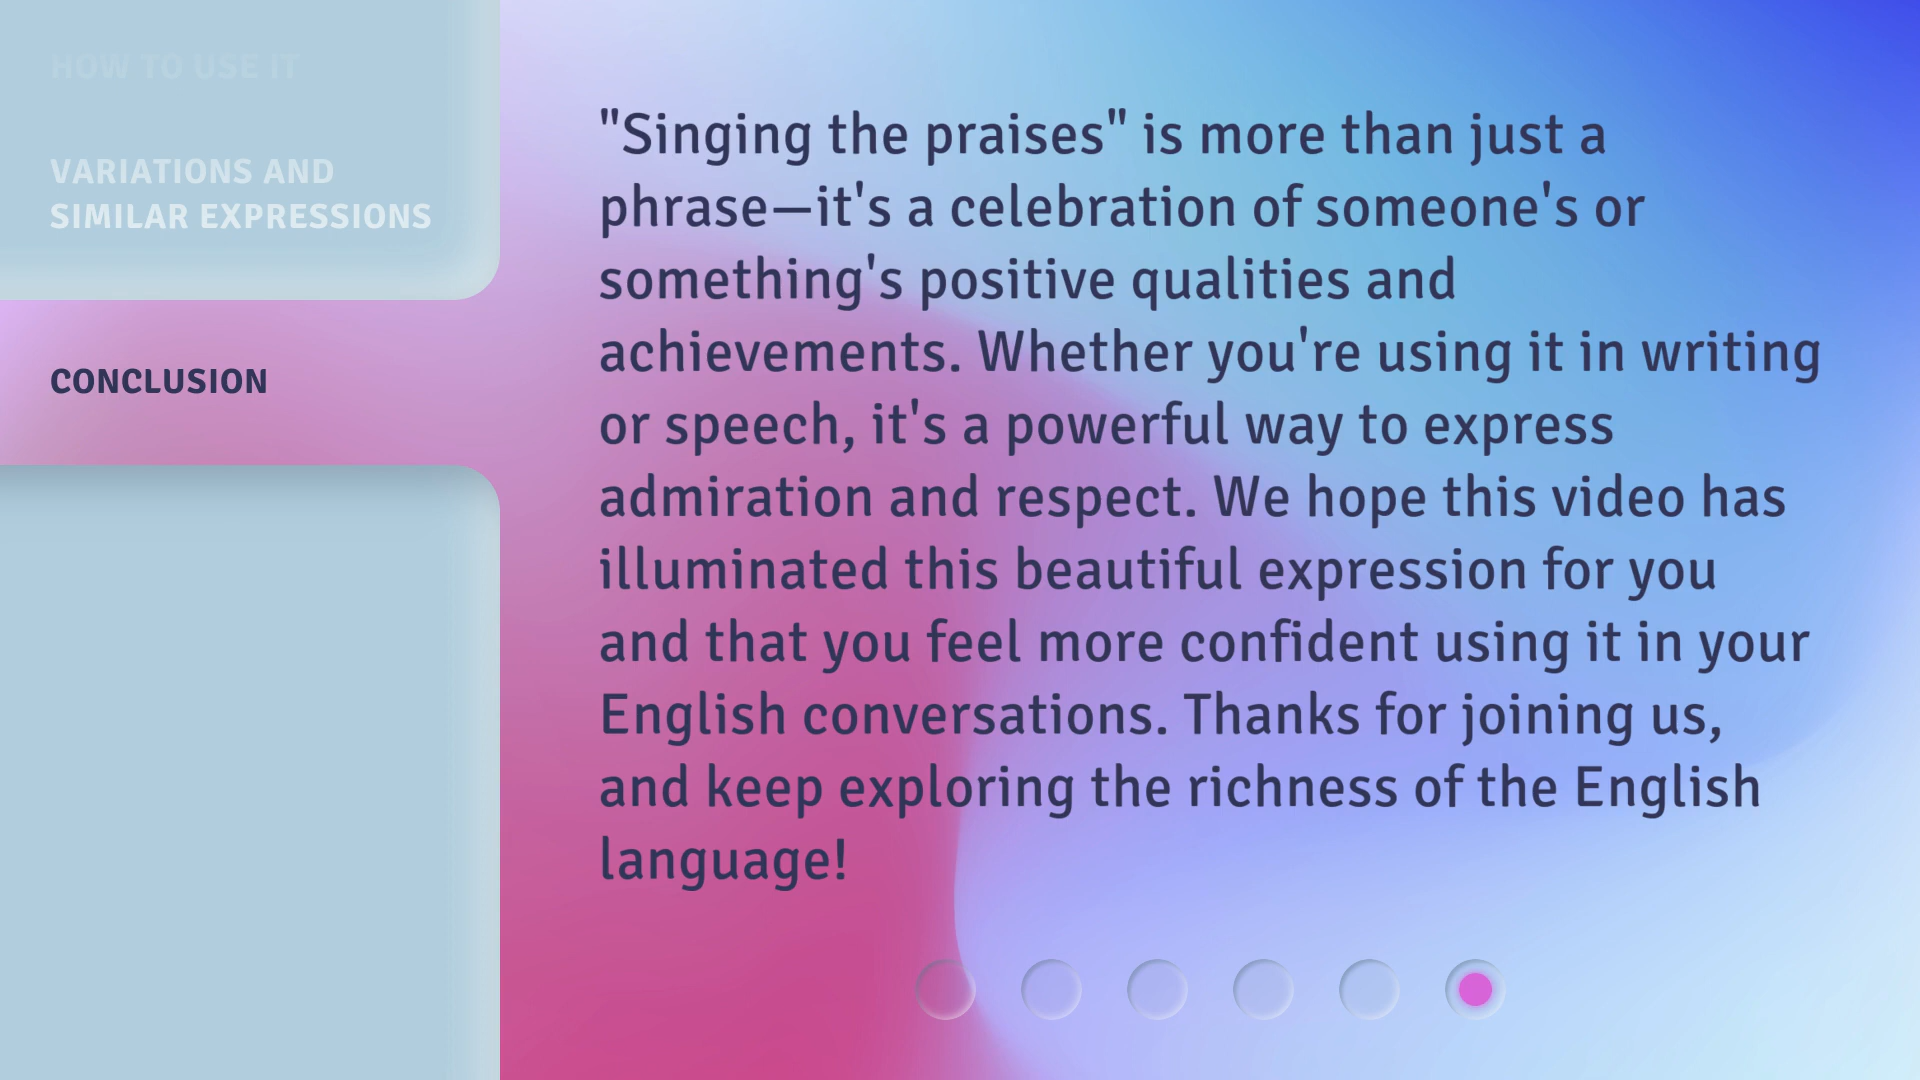 HOW TO USE IT
VARIATIONS AND
SIMILAR EXPRESSIONS
CONCLUSION
"Singing the praises" is more than just a
phrase—it's a celebration of someone's or
something's positive qualities and
achievements. Whether you're using it in writing
or speech, it's a powerful way to express
admiration and respect. We hope this video has
illuminated this beautiful expression for you
and that you feel more confident using it in your
English conversations. Thanks for joining us,
and keep exploring the richness of the English
language!